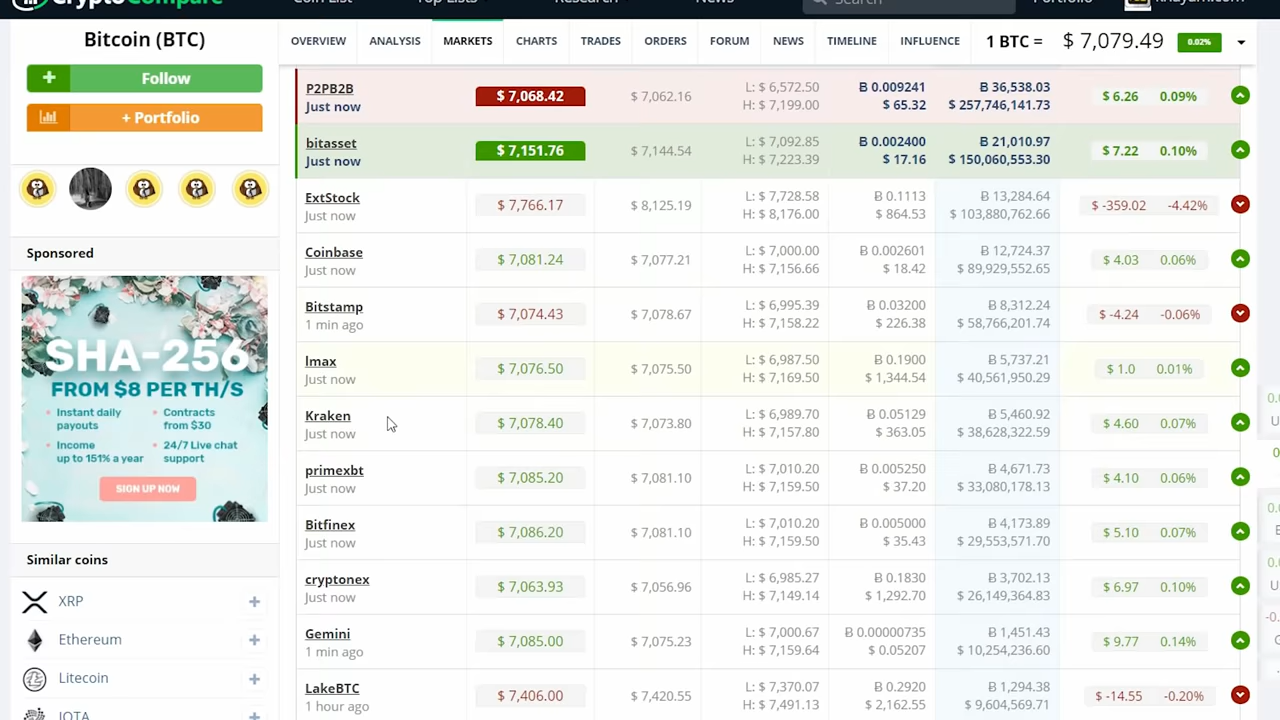 CryptoCompare
Coin List
Top Lists
Research
News
Search
Portfolio
Bitcoin (BTC)
OVERVIEW ANALYSIS MARKETS CHARTS TRADES ORDERS FORUM NEWS TIMELINE INFLUENCE 1 BTC = $ 7,079.49 0.02%
+ Follow
+ Portfolio
Sponsored
SHA-256
FROM $8 PER TH/S
• Instant daily payouts
• Contracts from $30
• Income up to 151% a year
• 24/7 Live chat support
SIGN UP NOW
Similar coins
XRP +
Ethereum +
Litecoin +
IOTA +
P2PB2B $ 7,068.42 $ 7,062.16 L: $ 6,572.50 Ƀ 0.009241 Ƀ 36,538.03 $ 6.26 0.09%
Just now H: $ 7,199.00 $ 65.32 $ 257,746,141.73
bitasset $ 7,151.76 $ 7,144.54 L: $ 7,092.85 Ƀ 0.002400 Ƀ 21,010.97 $ 7.22 0.10%
Just now H: $ 7,223.39 $ 17.16 $ 150,060,553.30
ExtStock $ 7,766.17 $ 8,125.19 L: $ 7,728.58 Ƀ 0.1113 Ƀ 13,284.64 $ -359.02 -4.42%
Just now H: $ 8,176.00 $ 864.53 $ 103,880,762.66
Coinbase $ 7,081.24 $ 7,077.21 L: $ 7,000.00 Ƀ 0.002601 Ƀ 12,724.37 $ 4.03 0.06%
Just now H: $ 7,156.66 $ 18.42 $ 89,929,552.65
Bitstamp $ 7,074.43 $ 7,078.67 L: $ 6,995.39 Ƀ 0.03200 Ƀ 8,312.24 $ -4.24 -0.06%
1 min ago H: $ 7,158.22 $ 226.38 $ 58,766,201.74
lmax $ 7,076.50 $ 7,075.50 L: $ 6,987.50 Ƀ 0.1900 Ƀ 5,737.21 $ 1.0 0.01%
Just now H: $ 7,169.50 $ 1,344.54 $ 40,561,950.29
Kraken $ 7,078.40 $ 7,073.80 L: $ 6,989.70 Ƀ 0.05129 Ƀ 5,460.92 $ 4.60 0.07%
Just now H: $ 7,157.80 $ 363.05 $ 38,628,322.59
primexbt $ 7,085.20 $ 7,081.10 L: $ 7,010.20 Ƀ 0.005250 Ƀ 4,671.73 $ 4.10 0.06%
Just now H: $ 7,159.50 $ 37.20 $ 33,080,178.13
Bitfinex $ 7,086.20 $ 7,081.10 L: $ 7,010.20 Ƀ 0.005000 Ƀ 4,173.89 $ 5.10 0.07%
Just now H: $ 7,159.50 $ 35.43 $ 29,553,571.70
cryptonex $ 7,063.93 $ 7,056.96 L: $ 6,985.27 Ƀ 0.1830 Ƀ 3,702.13 $ 6.97 0.10%
Just now H: $ 7,149.14 $ 1,292.70 $ 26,149,364.83
Gemini $ 7,085.00 $ 7,075.23 L: $ 7,000.67 Ƀ 0.00000735 Ƀ 1,451.43 $ 9.77 0.14%
1 min ago H: $ 7,159.64 $ 0.05207 $ 10,254,236.60
LakeBTC $ 7,406.00 $ 7,420.55 L: $ 7,370.07 Ƀ 0.2920 Ƀ 1,294.38 $ -14.55 -0.20%
1 hour ago H: $ 7,491.13 $ 2,162.55 $ 9,604,569.71